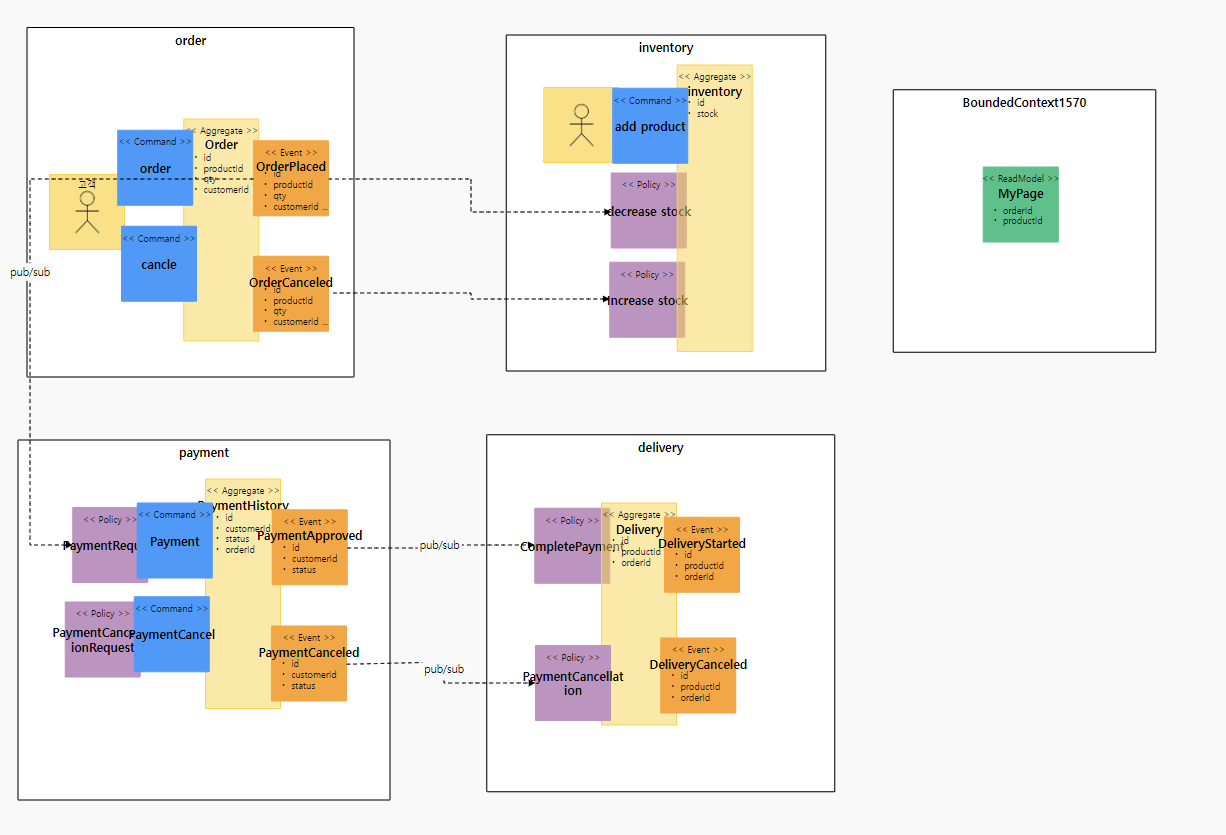 order
<< Aggregate >>
Order
id
productId
qty
customerId
<< Command >>
order
<< Event >>
OrderPlaced
id
productId
qty
customerId ...
고객
<< Command >>
cancle
<< Event >>
OrderCanceled
id
productId
qty
customerId ...
pub/sub
inventory
<< Aggregate >>
inventory
id
stock
<< Command >>
add product
<< Policy >>
decrease stock
<< Policy >>
Increase stock
BoundedContext1570
<< ReadModel >>
MyPage
orderId
productId
payment
<< Aggregate >>
PaymentHistory
id
customerId
status
orderId
<< Policy >>
PaymentRequ
<< Command >>
Payment
<< Event >>
PaymentApproved
id
customerId
status
<< Policy >>
PaymentCance
ionRequest
<< Command >>
PaymentCancel
<< Event >>
PaymentCanceled
id
customerId
status
pub/sub
pub/sub
delivery
<< Policy >>
CompletePayment
<< Aggregate >>
Delivery
id
productId
orderId
<< Event >>
DeliveryStarted
id
productId
orderId
<< Policy >>
PaymentCancellat
ion
<< Event >>
DeliveryCanceled
id
productId
orderId